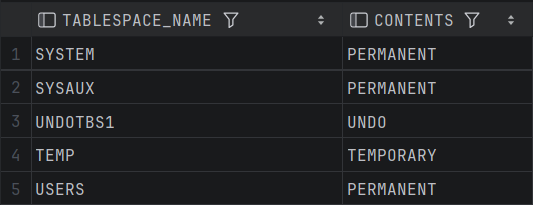 TABLESPACE_NAME CONTENTS
1 SYSTEM PERMANENT
2 SYSAUX PERMANENT
3 UNDOTBS1 UNDO
4 TEMP TEMPORARY
5 USERS PERMANENT